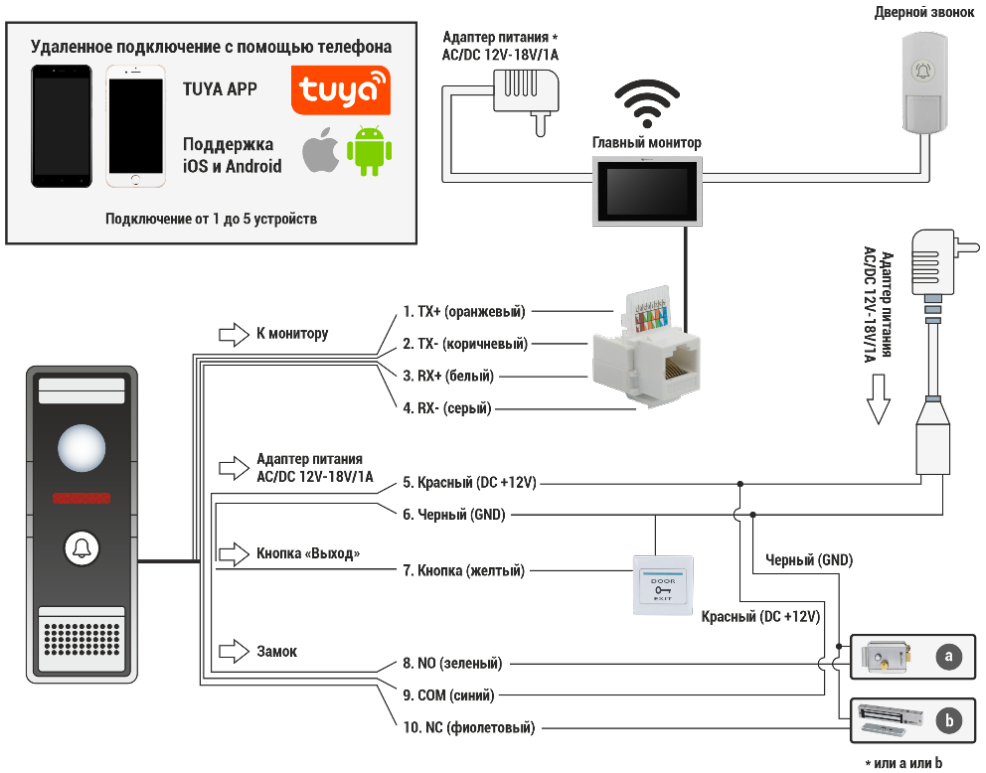 Удаленное подключение с помощью телефона
TUYA APP
tuya
Поддержка
iOS и Android
Подключение от 1 до 5 устройств
Адаптер питания *
AC/DC 12V-18V/1A
Главный монитор
Дверной звонок
Адаптер питания
AC/DC 12V-18V/1A
К монитору
1. TX+ (оранжевый)
2. TX- (коричневый)
3. RX+ (белый)
4. RX- (серый)
Адаптер питания
AC/DC 12V-18V/1A
5. Красный (DC +12V)
6. Черный (GND)
Кнопка «Выход»
7. Кнопка (желтый)
DOOR
EXIT
Черный (GND)
Красный (DC +12V)
Замок
8. NO (зеленый)
9. COM (синий)
10. NC (фиолетовый)
a
b
* или a или b